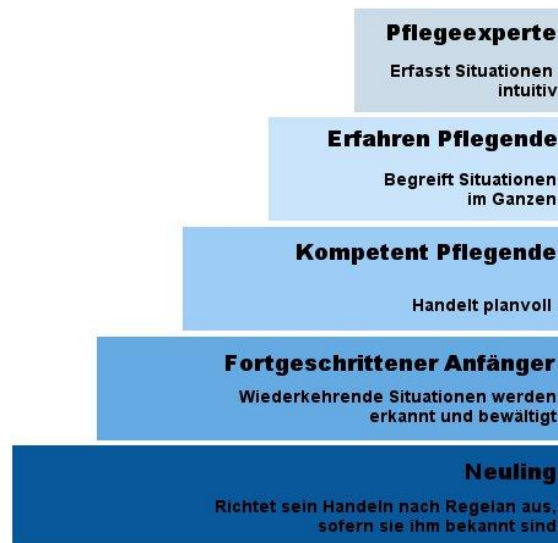 Pflegeexperte
Erfasst Situationen
intuitiv
Erfahren Pflegende
Begreift Situationen
im Ganzen
Kompetent Pflegende
Handelt planvoll
Fortgeschrittener Anfänger
Wiederkehrende Situationen werden
erkannt und bewältigt
Neuling
Richtet sein Handeln nach Regelan aus,
sofern sie ihm bekannt sind